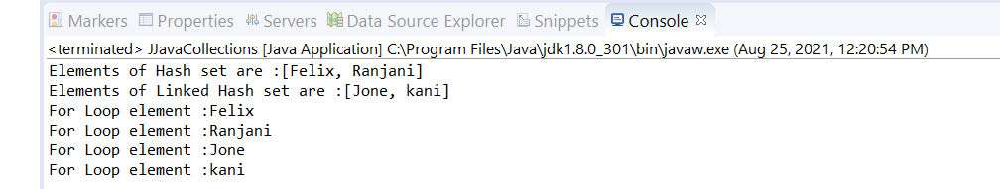 Markers Properties Servers Data Source Explorer Snippets Console
<terminated> JJavaCollections [Java Application] C:\Program Files\Java\jdk1.8.0_301\bin\javaw.exe (Aug 25, 2021, 12:20:54 PM)
Elements of Hash set are :[Felix, Ranjani]
Elements of Linked Hash set are :[Jone, kani]
For Loop element :Felix
For Loop element :Ranjani
For Loop element :Jone
For Loop element :kani